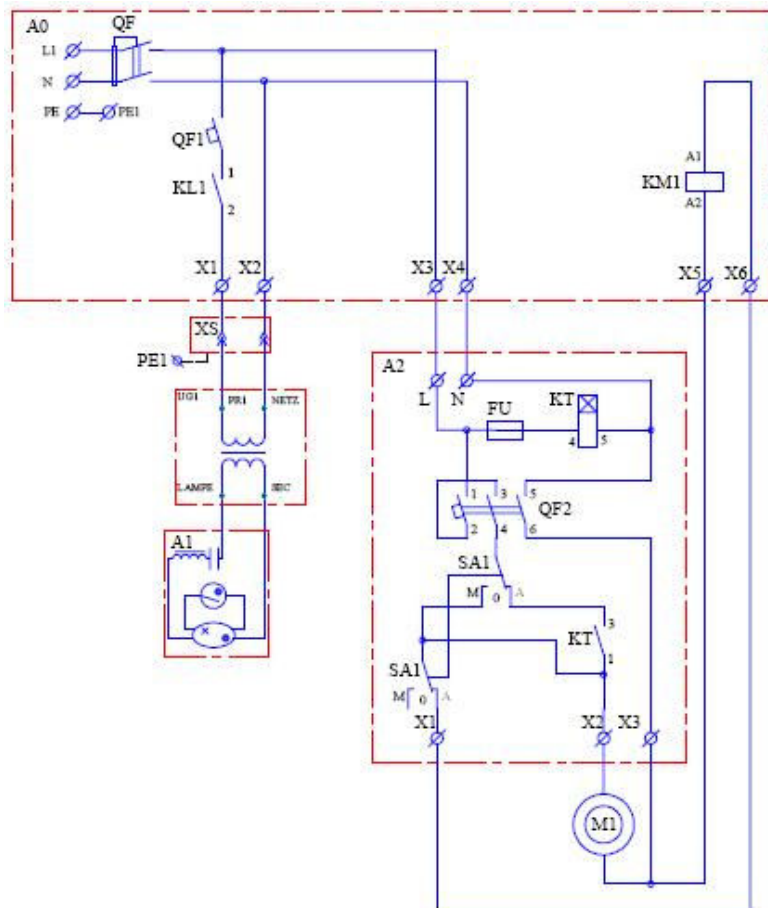 A0
QF
L1
N
PE
PE1
QF1
1
KL1
2
A1
KM1
A2
X1
X2
X3
X4
X5
X6
XS
PE1
A2
L
N
FU
KT
4
5
UG1
PR1
NETZ
LAMPE
SEC
1
3
5
QF2
2
4
6
A1
SA1
M
0
A
3
KT
1
SA1
M
0
A
X1
X2
X3
M1